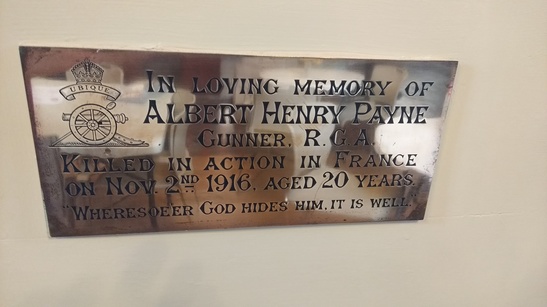 UBIQUE
IN LOVING MEMORY OF
ALBERT HENRY PAYNE
GUNNER, R.G.A.
KILLED IN ACTION IN FRANCE
ON NOV. 2ND 1916, AGED 20 YEARS.
"WHERESOE'ER GOD HIDES HIM, IT IS WELL."